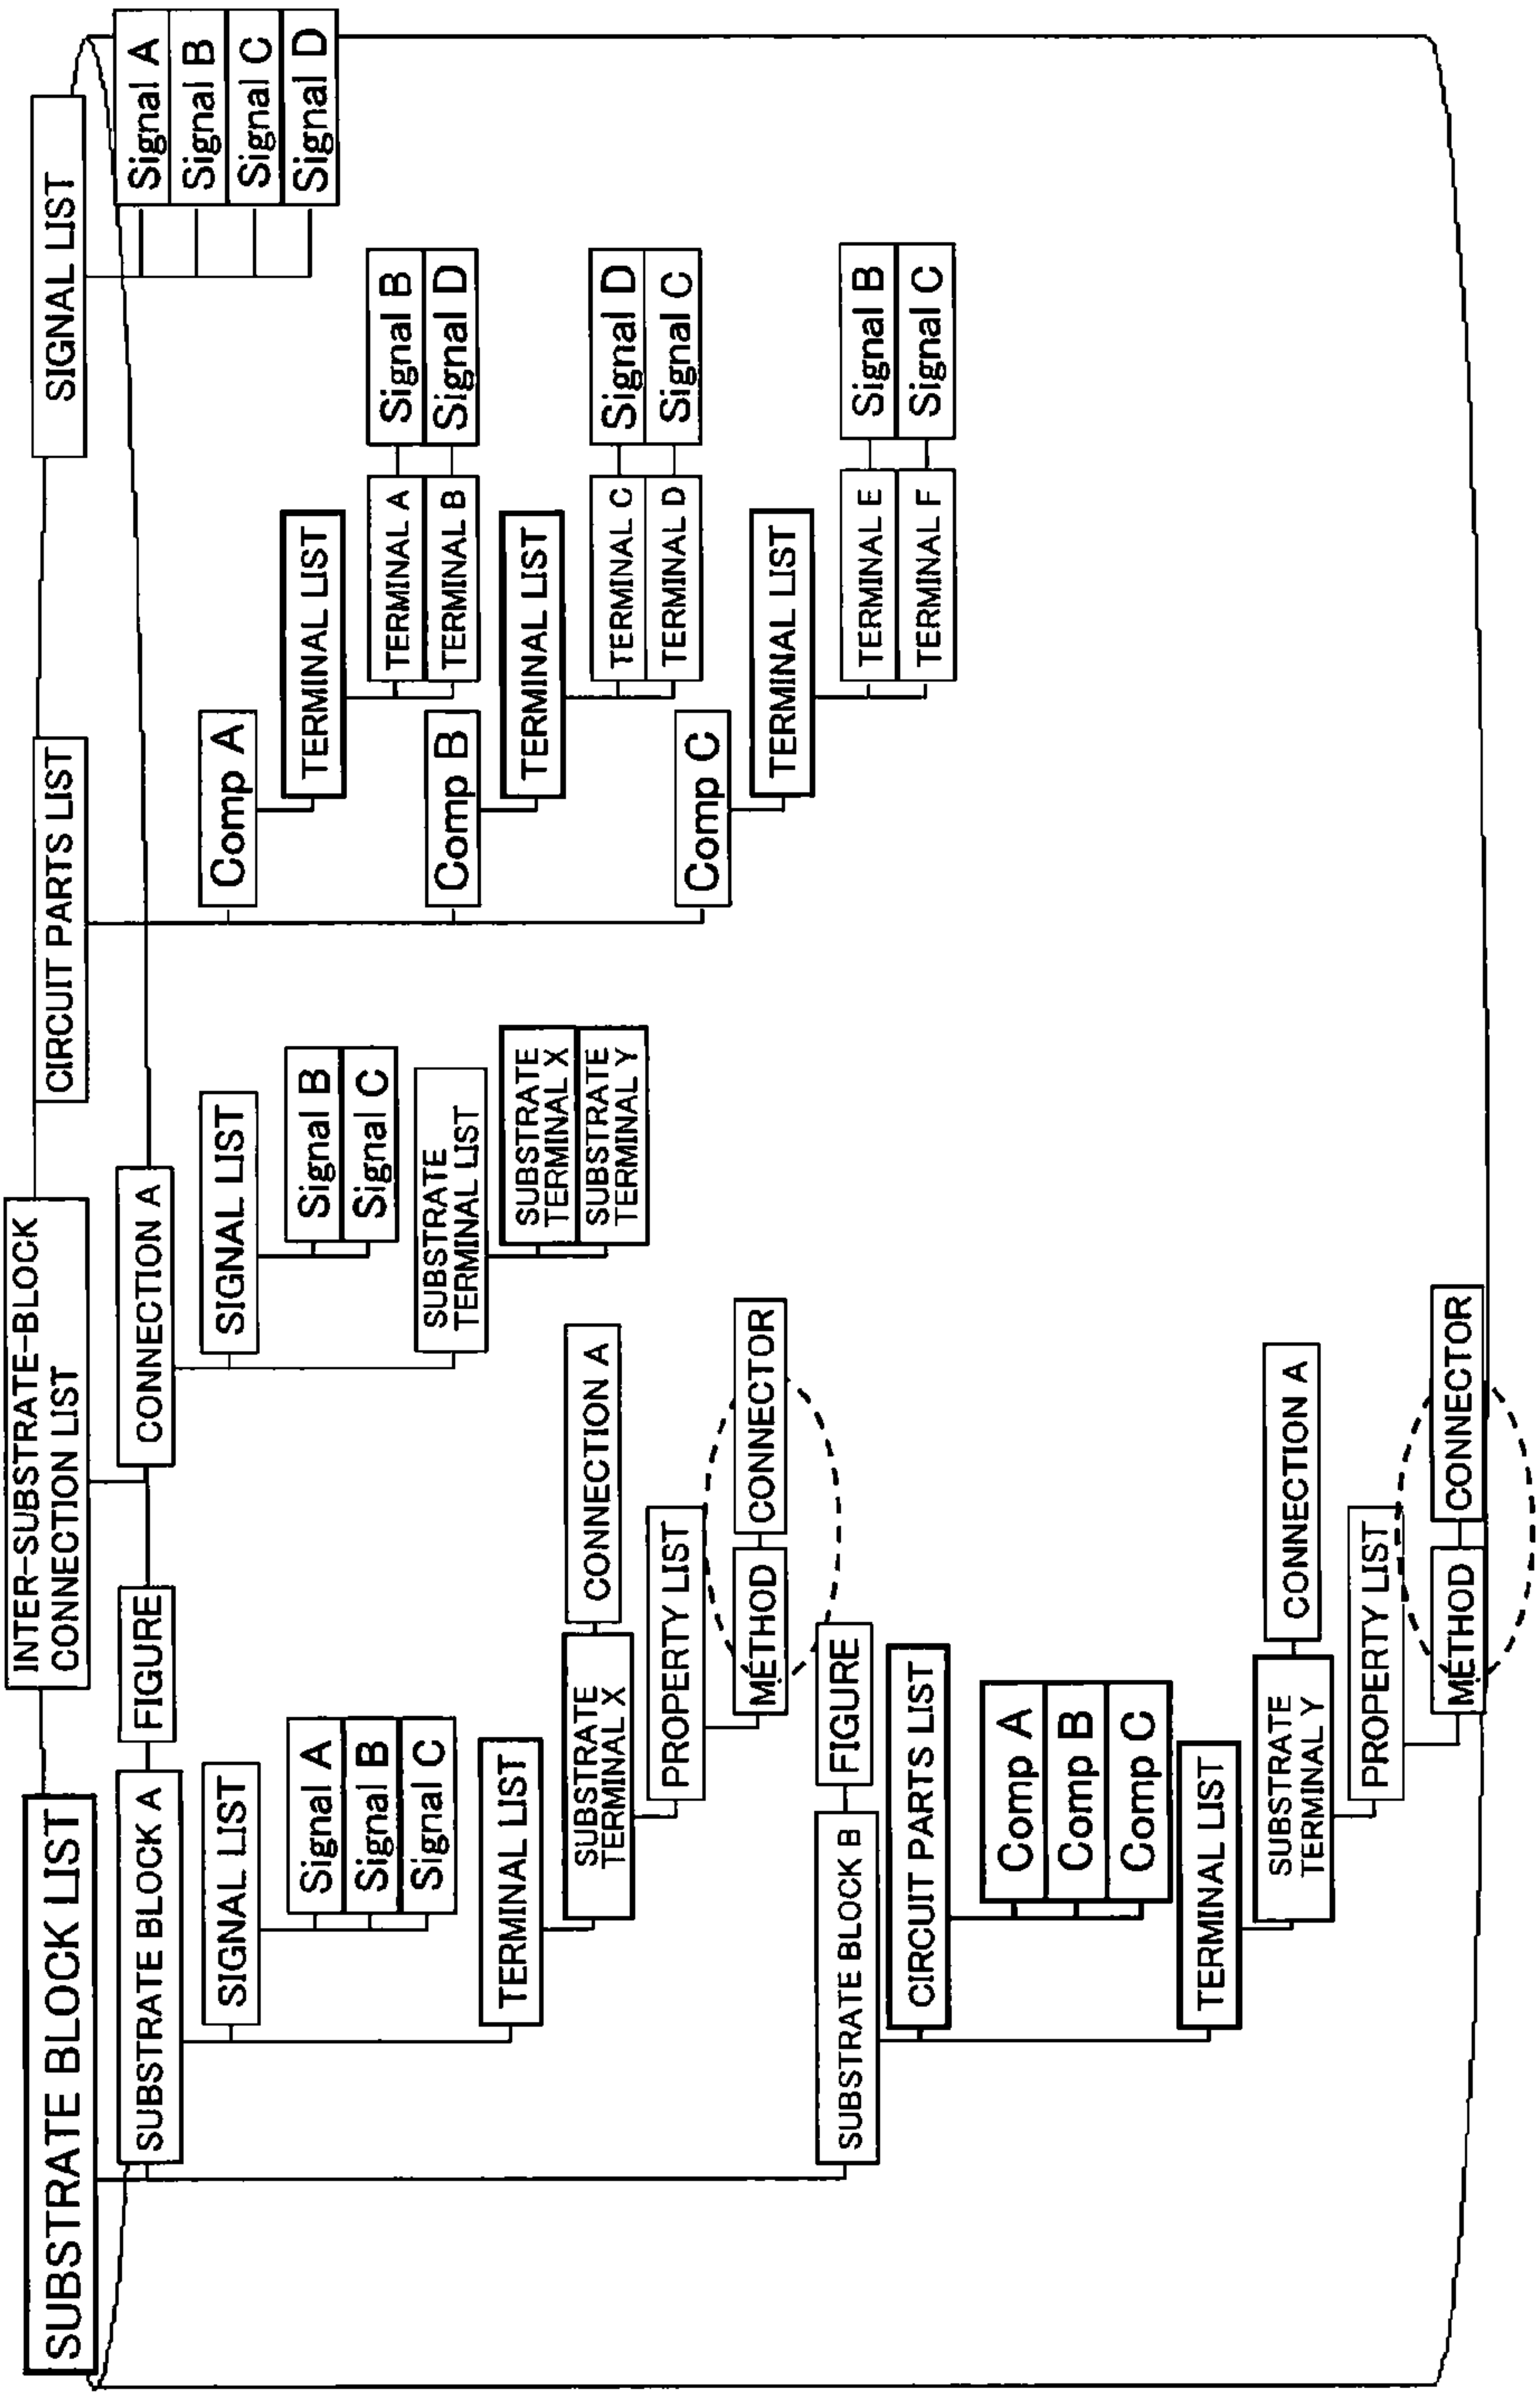 SUBSTRATE BLOCK LIST
SUBSTRATE BLOCK A
FIGURE
SIGNAL LIST
Signal A
Signal B
Signal C
TERMINAL LIST
SUBSTRATE
TERMINAL X
CONNECTION A
PROPERTY LIST
METHOD
CONNECTOR
SUBSTRATE BLOCK B
FIGURE
CIRCUIT PARTS LIST
Comp A
Comp B
Comp C
TERMINAL LIST
SUBSTRATE
TERMINAL Y
CONNECTION A
PROPERTY LIST
METHOD
CONNECTOR
INTER-SUBSTRATE-BLOCK
CONNECTION LIST
CONNECTION A
SIGNAL LIST
Signal B
Signal C
SUBSTRATE
TERMINAL LIST
SUBSTRATE
TERMINAL X
SUBSTRATE
TERMINAL Y
CIRCUIT PARTS LIST
Comp A
TERMINAL LIST
TERMINAL A
Signal B
TERMINAL B
Signal D
Comp B
TERMINAL LIST
TERMINAL C
Signal D
TERMINAL D
Signal C
Comp C
TERMINAL LIST
TERMINAL E
Signal B
TERMINAL F
Signal C
SIGNAL LIST
Signal A
Signal B
Signal C
Signal D